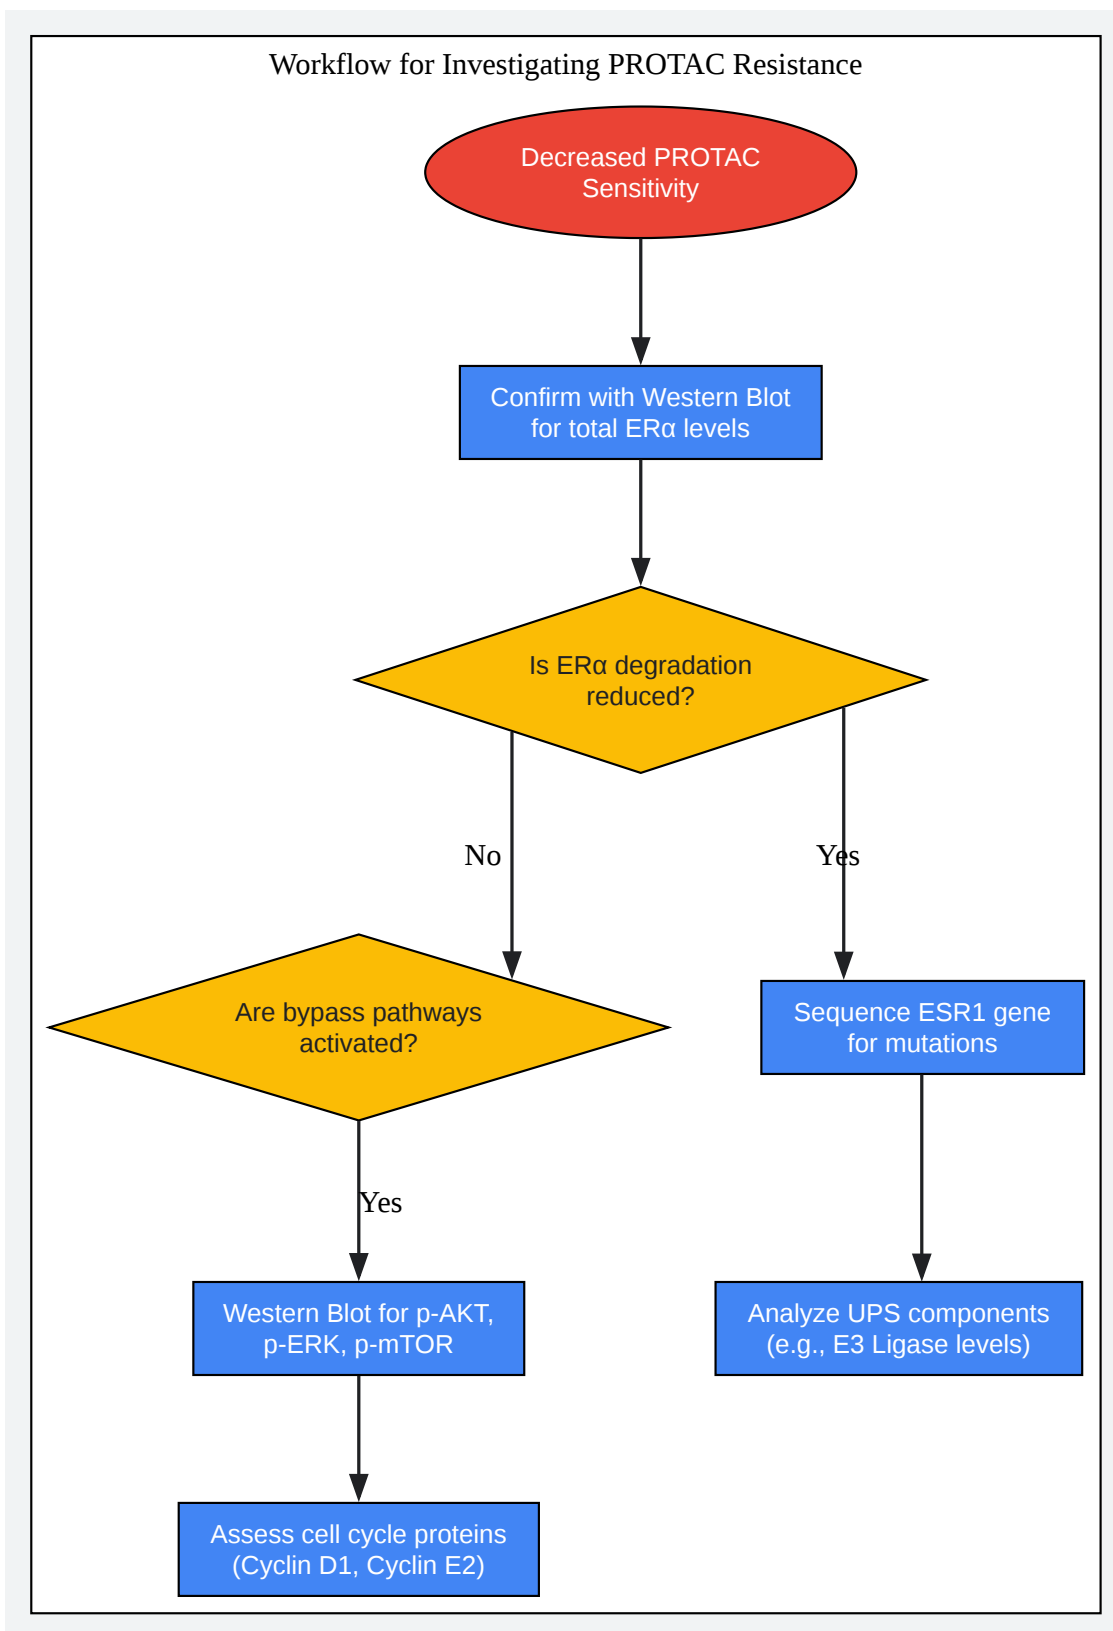 Workflow for Investigating PROTAC Resistance
Decreased PROTAC
Sensitivity
Confirm with Western Blot
for total ERα levels
Is ERα degradation
reduced?
No
Yes
Are bypass pathways
activated?
Sequence ESR1 gene
for mutations
Yes
Western Blot for p-AKT,
p-ERK, p-mTOR
Analyze UPS components
(e.g., E3 Ligase levels)
Assess cell cycle proteins
(Cyclin D1, Cyclin E2)